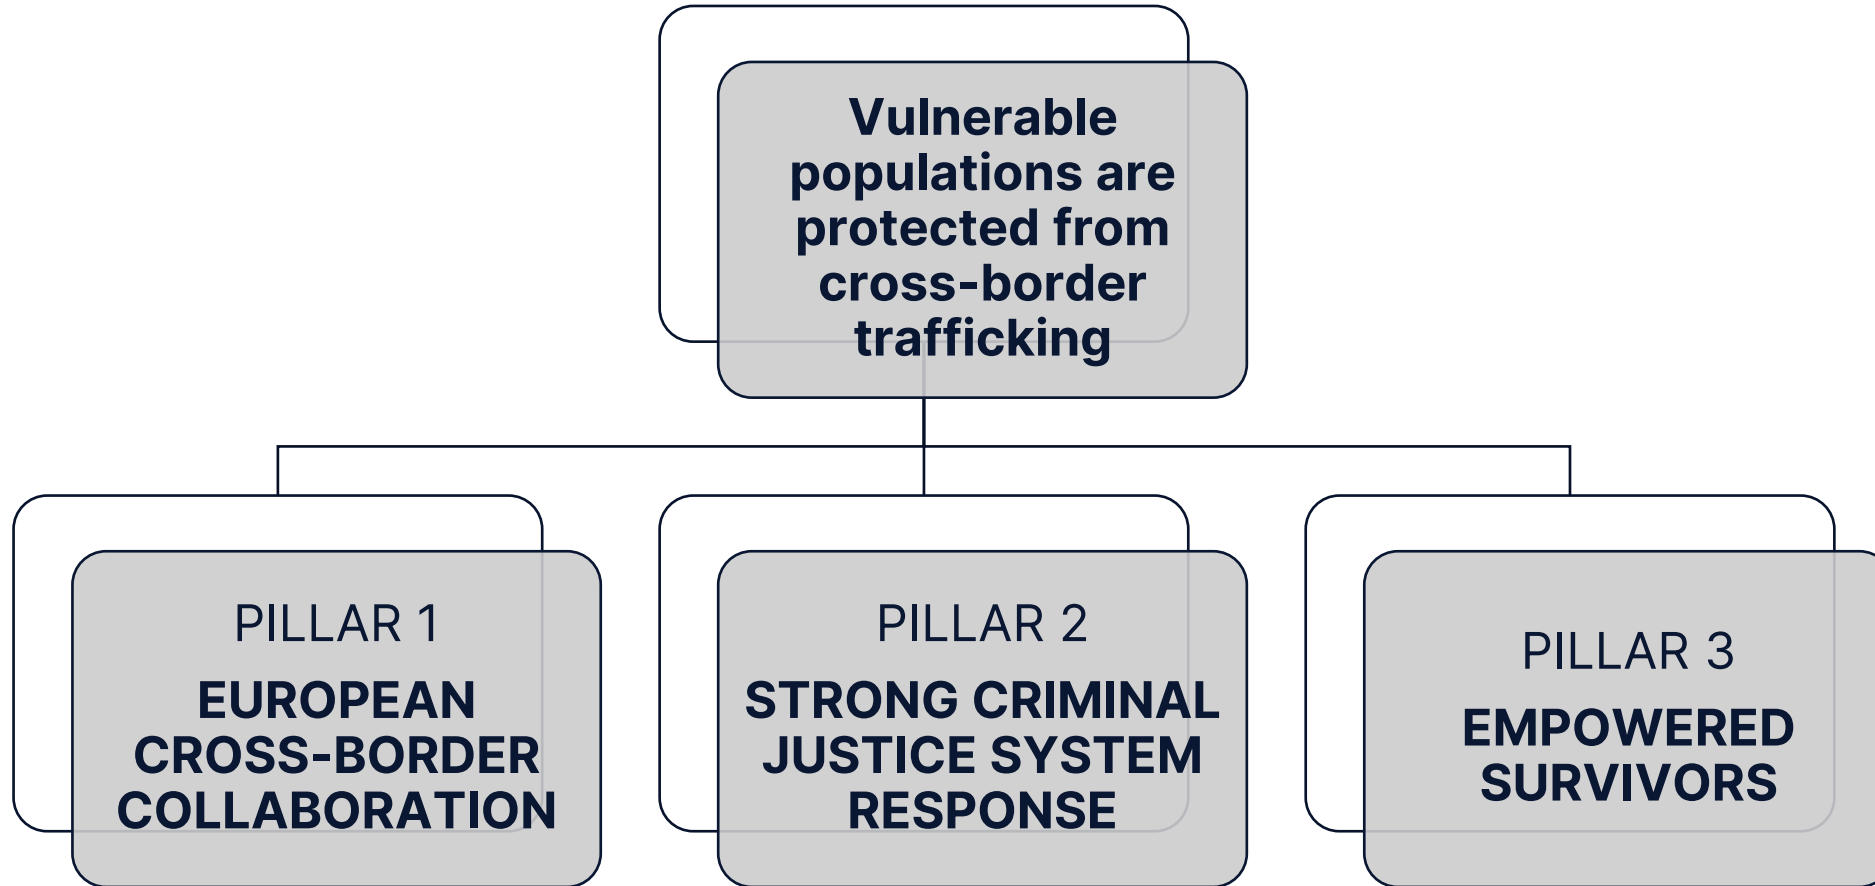 Vulnerable
populations are
protected from
cross-border
trafficking
PILLAR 1
EUROPEAN
CROSS-BORDER
COLLABORATION
PILLAR 2
STRONG CRIMINAL
JUSTICE SYSTEM
RESPONSE
PILLAR 3
EMPOWERED
SURVIVORS